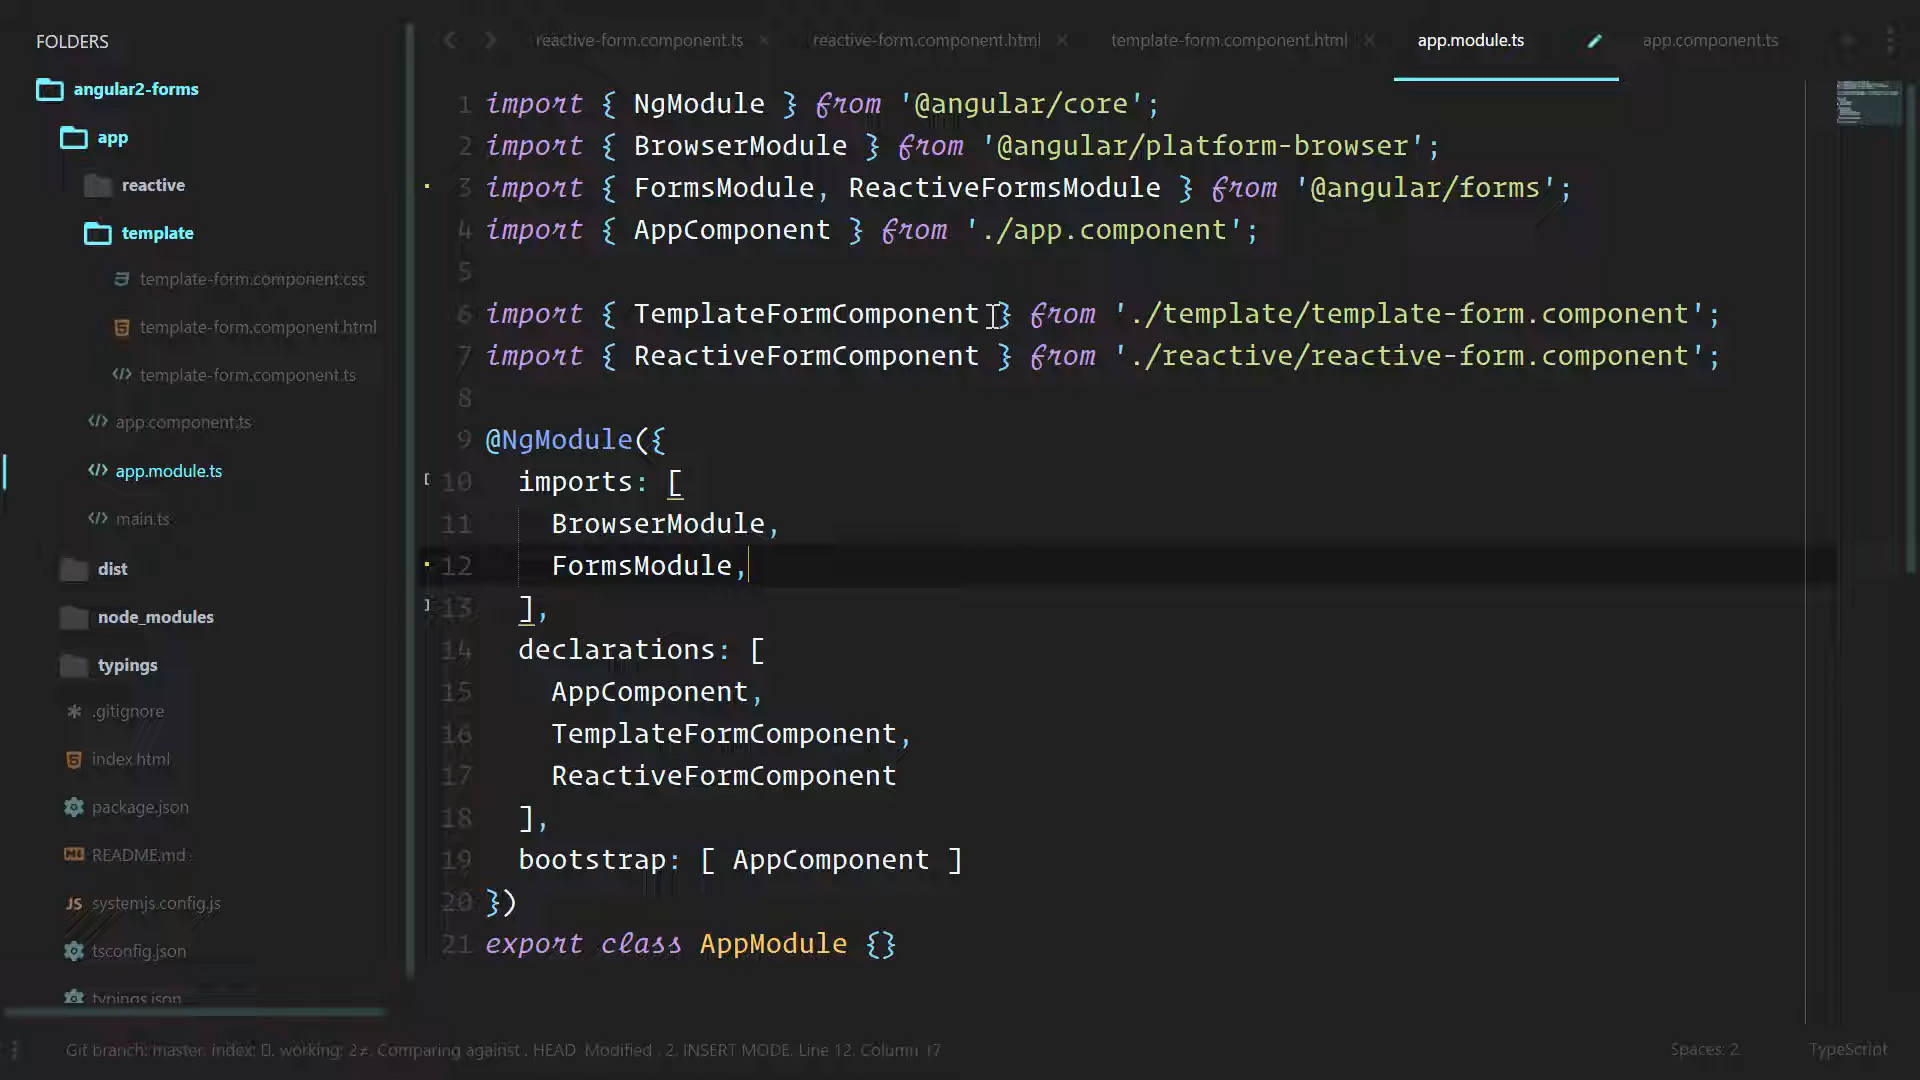 FOLDERS
angular2-forms
app
reactive
template
template-form.component.css
template-form.component.html
template-form.component.ts
app.component.ts
app.module.ts
main.ts
dist
node_modules
typings
.gitignore
index.html
package.json
README.md
systemjs.config.js
tsconfig.json
typings.json
reactive-form.component.ts reactive-form.component.html template-form.component.html app.module.ts app.component.ts
1 import { NgModule } from '@angular/core';
2 import { BrowserModule } from '@angular/platform-browser';
3 import { FormsModule, ReactiveFormsModule } from '@angular/forms';
4 import { AppComponent } from './app.component';
5
6 import { TemplateFormComponent } from './template/template-form.component';
7 import { ReactiveFormComponent } from './reactive/reactive-form.component';
8
9 @NgModule({
10 imports: [
11 BrowserModule,
12 FormsModule,
13 ],
14 declarations: [
15 AppComponent,
16 TemplateFormComponent,
17 ReactiveFormComponent
18 ],
19 bootstrap: [ AppComponent ]
20 })
21 export class AppModule {}
Git branch: master, index: working: 2≠, Comparing against , HEAD Modified , 2, INSERT MODE, Line 12, Column 17 Spaces: 2 TypeScript